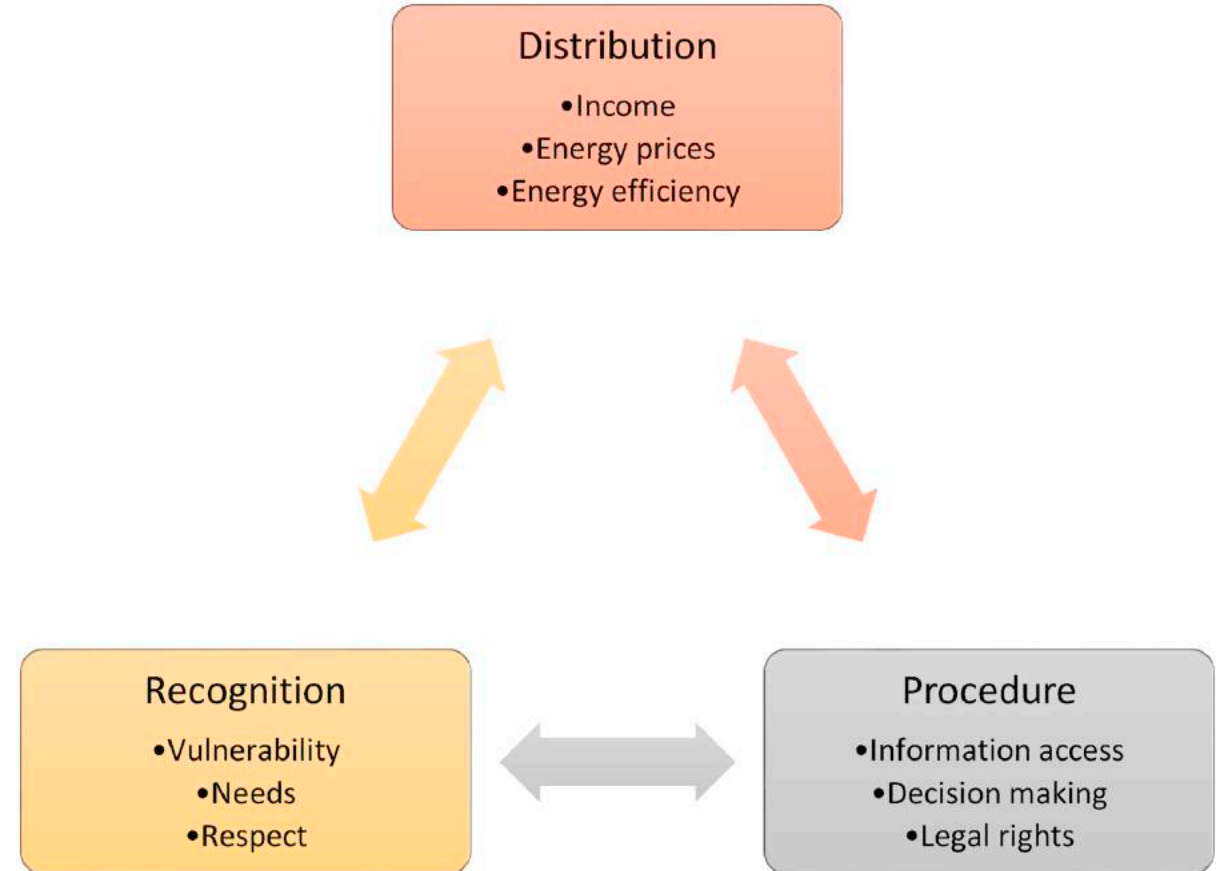 Distribution
•Income
•Energy prices
•Energy efficiency
Recognition
•Vulnerability
•Needs
•Respect
Procedure
•Information access
•Decision making
•Legal rights